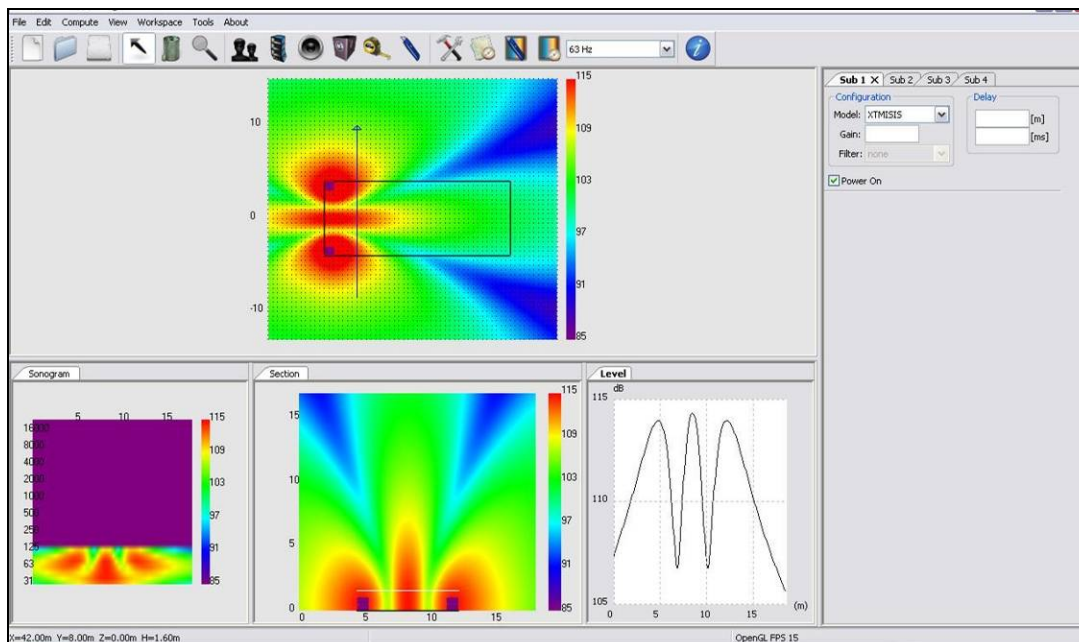 File Edit Compute View Workspace Tools About
63 Hz
115
109
103
97
91
85
10
0
-10
Sub 1 X Sub 2 Sub 3 Sub 4
Configuration
Model: XTMISIS
Gain:
Filter: none
Delay
[m]
[ms]
Power On
Sonogram
5 10 15
16000
8000
4000
2000
1000
500
250
125
63
31
115
109
103
97
91
85
Section
15
10
5
0
0 5 10 15
115
109
103
97
91
85
Level
dB
115
110
105
0 5 10 15 (m)
X=42.00m Y=8.00m Z=0.00m H=1.60m
OpenGL FPS 15